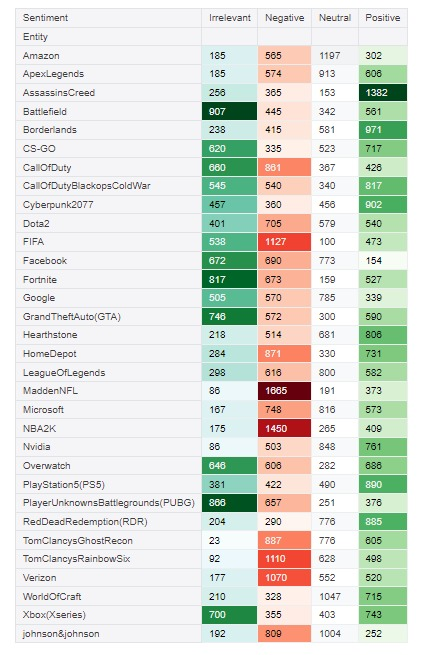 Sentiment Irrelevant Negative Neutral Positive
Entity
Amazon 185 565 1197 302
ApexLegends 185 574 913 606
AssassinsCreed 256 365 153 1382
Battlefield 907 445 342 561
Borderlands 238 415 581 971
CS-GO 620 335 523 717
CallOfDuty 660 861 367 426
CallOfDutyBlackopsColdWar 545 540 340 817
Cyberpunk2077 457 360 456 902
Dota2 401 705 579 540
FIFA 538 1127 100 473
Facebook 672 690 773 154
Fortnite 817 673 159 527
Google 505 570 785 339
GrandTheftAuto(GTA) 746 572 300 590
Hearthstone 218 514 681 806
HomeDepot 284 871 330 731
LeagueOfLegends 298 616 800 582
MaddenNFL 86 1665 191 373
Microsoft 167 748 816 573
NBA2K 175 1450 265 409
Nvidia 86 503 848 761
Overwatch 646 606 282 686
PlayStation5(PS5) 381 422 490 890
PlayerUnknownsBattlegrounds(PUBG) 866 657 251 376
RedDeadRedemption(RDR) 204 290 776 885
TomClancysGhostRecon 23 887 776 605
TomClancysRainbowSix 92 1110 628 498
Verizon 177 1070 552 520
WorldOfCraft 210 328 1047 715
Xbox(Xseries) 700 355 403 743
johnson&johnson 192 809 1004 252